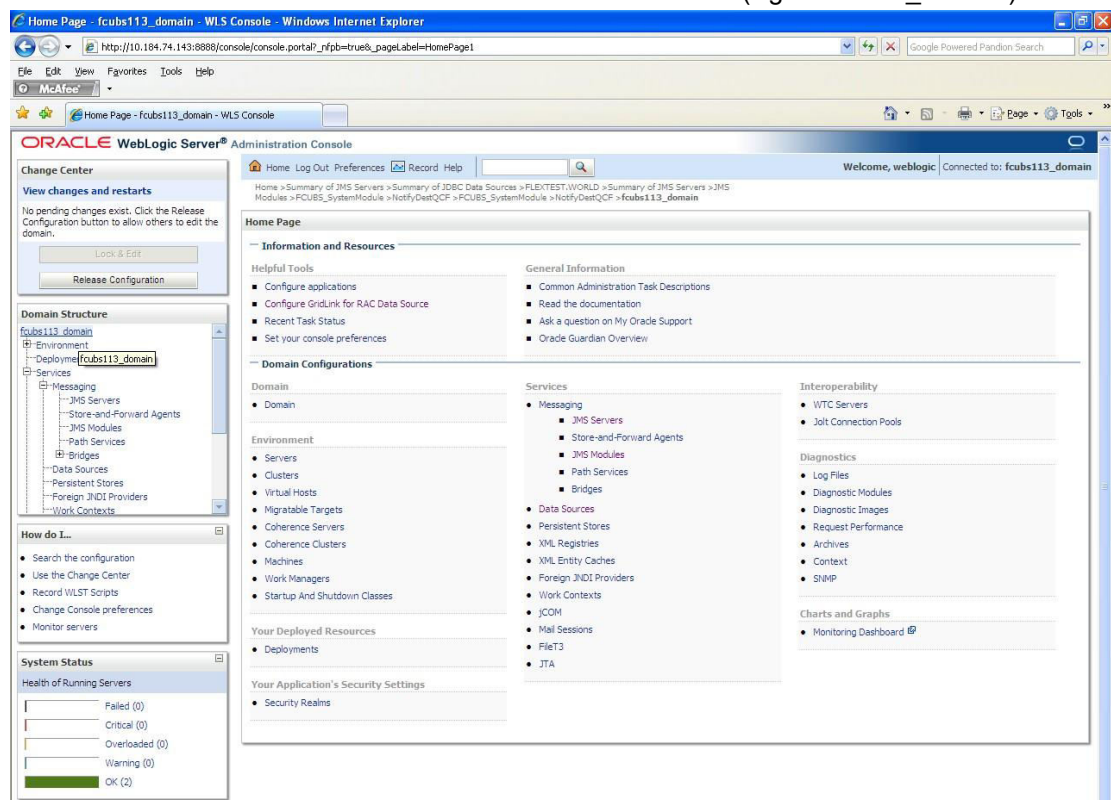 Home Page - fcubs113_domain - WLS Console - Windows Internet Explorer
http://10.184.74.143:8888/console/console.portal?_nfpb=true&_pageLabel=HomePage1
Google Powered Pandion Search
File Edit View Favorites Tools Help
McAfee
Home Page - fcubs113_domain - WLS Console
Page Tools
ORACLE WebLogic Server® Administration Console
Change Center
View changes and restarts
No pending changes exist. Click the Release
Configuration button to allow others to edit the
domain.
Lock & Edit
Release Configuration
Domain Structure
fcubs113_domain
Environment
Deployme
fcubs113_domain
Services
Messaging
JMS Servers
Store-and-Forward Agents
JMS Modules
Path Services
Bridges
Data Sources
Persistent Stores
Foreign JNDI Providers
Work Contexts
How do I...
Search the configuration
Use the Change Center
Record WLST Scripts
Change Console preferences
Monitor servers
System Status
Health of Running Servers
Failed (0)
Critical (0)
Overloaded (0)
Warning (0)
OK (2)
Home Log Out Preferences Record Help
Welcome, weblogic Connected to: fcubs113_domain
Home >Summary of JMS Servers >Summary of JDBC Data Sources >FLEXTEST.WORLD >Summary of JMS Servers >JMS
Modules >FCUBS_SystemModule >NotifyDestQCF >FCUBS_SystemModule >NotifyDestQCF >fcubs113_domain
Home Page
Information and Resources
Helpful Tools
Configure applications
Configure GridLink for RAC Data Source
Recent Task Status
Set your console preferences
General Information
Common Administration Task Descriptions
Read the documentation
Ask a question on My Oracle Support
Oracle Guardian Overview
Domain Configurations
Domain
Domain
Environment
Servers
Clusters
Virtual Hosts
Migratable Targets
Coherence Servers
Coherence Clusters
Machines
Work Managers
Startup And Shutdown Classes
Your Deployed Resources
Deployments
Your Application's Security Settings
Security Realms
Services
Messaging
JMS Servers
Store-and-Forward Agents
JMS Modules
Path Services
Bridges
Data Sources
Persistent Stores
XML Registries
XML Entity Caches
Foreign JNDI Providers
Work Contexts
jCOM
Mail Sessions
FileT3
JTA
Interoperability
WTC Servers
Jolt Connection Pools
Diagnostics
Log Files
Diagnostic Modules
Diagnostic Images
Request Performance
Archives
Context
SNMP
Charts and Graphs
Monitoring Dashboard